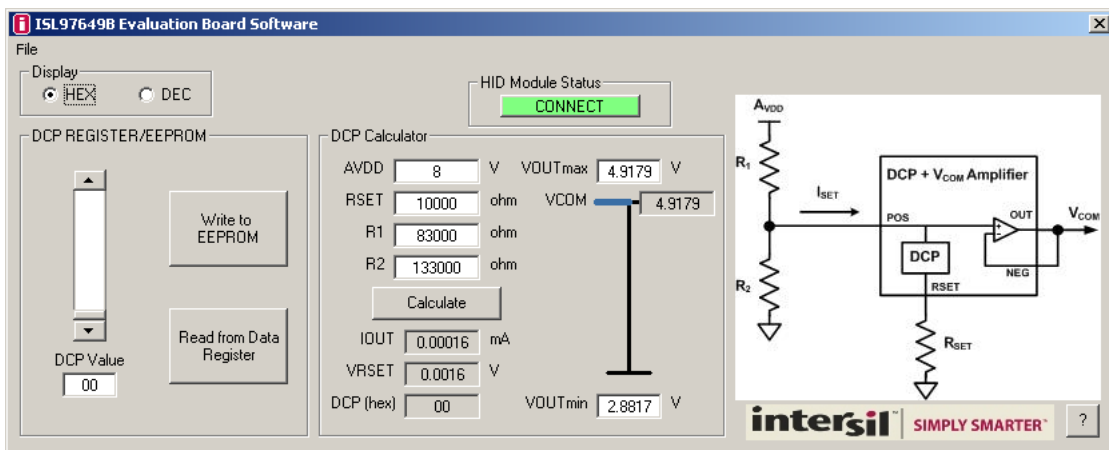 ISL97649B Evaluation Board Software
File
Display
HEX DEC
HID Module Status
CONNECT
DCP REGISTER/EEPROM
Write to
EEPROM
Read from Data
Register
DCP Value
00
DCP Calculator
AVDD 8 V
RSET 10000 ohm
R1 83000 ohm
R2 133000 ohm
Calculate
IOUT 0.00016 mA
VRSET 0.0016 V
DCP (hex) 00
VOUTmax 4.9179 V
VCOM 4.9179
VOUTmin 2.8817 V
AVDD
R1
ISET
DCP + VCOM Amplifier
POS
OUT
VCOM
DCP
NEG
R2
RSET
RSET
intersil™ SIMPLY SMARTER™
?